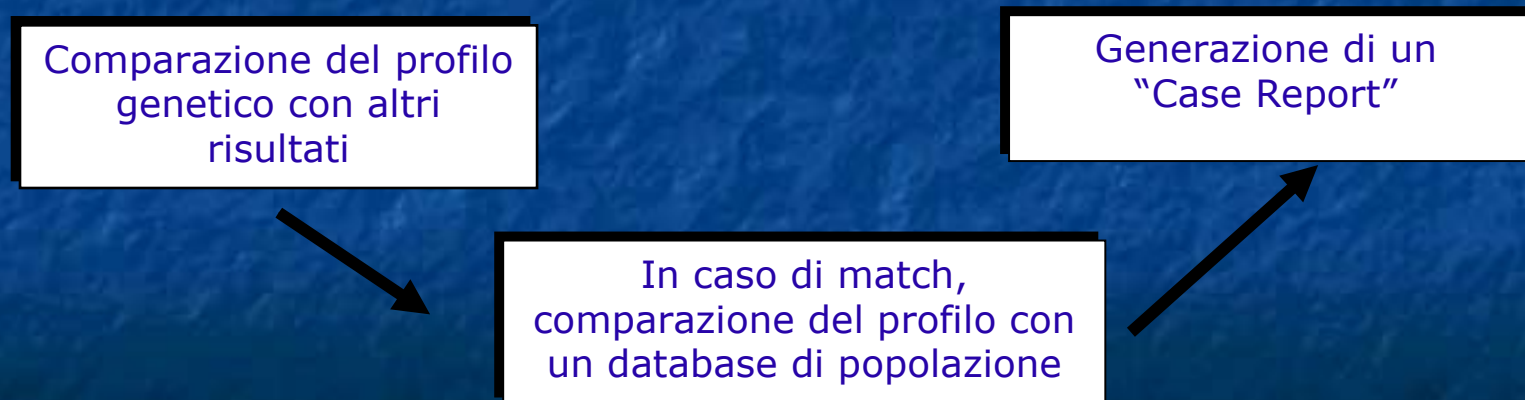 Comparazione del profilo
genetico con altri
risultati
In caso di match,
comparazione del profilo con
un database di popolazione
Generazione di un
“Case Report”